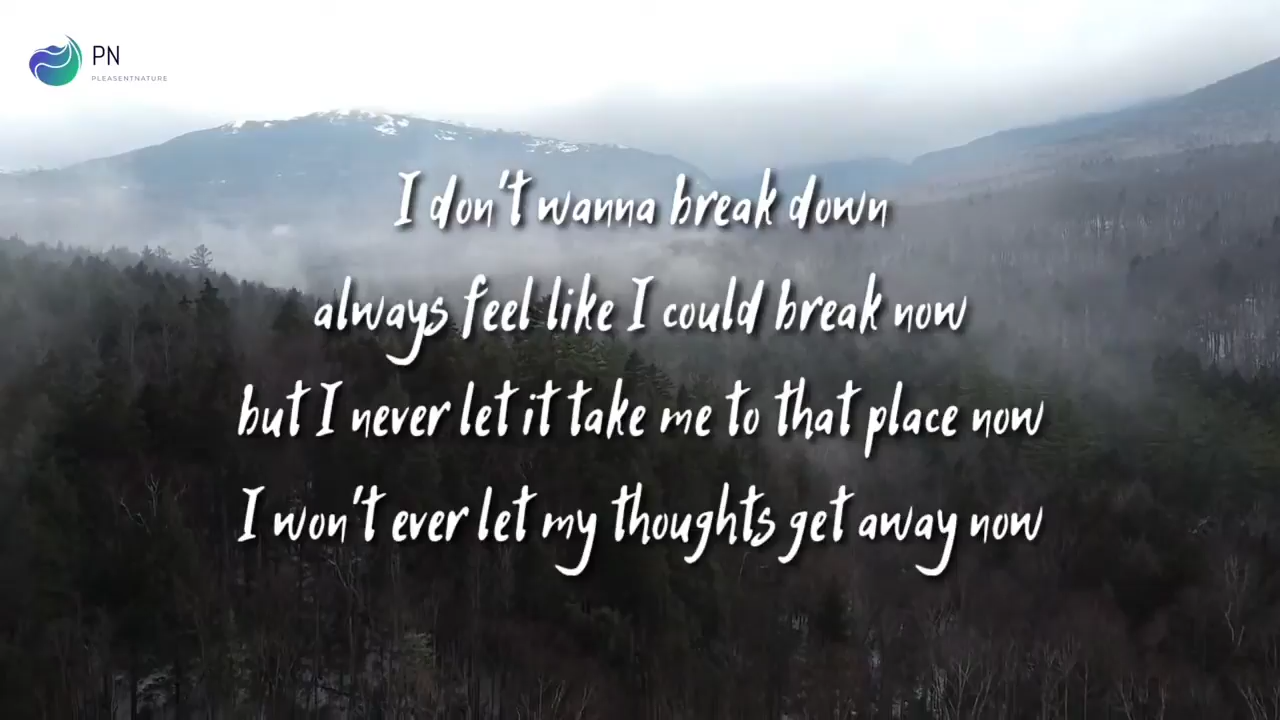 PN
PLEASENTNATURE
I don't wanna break down
always feel like I could break now
but I never let it take me to that place now
I won't ever let my thoughts get away now